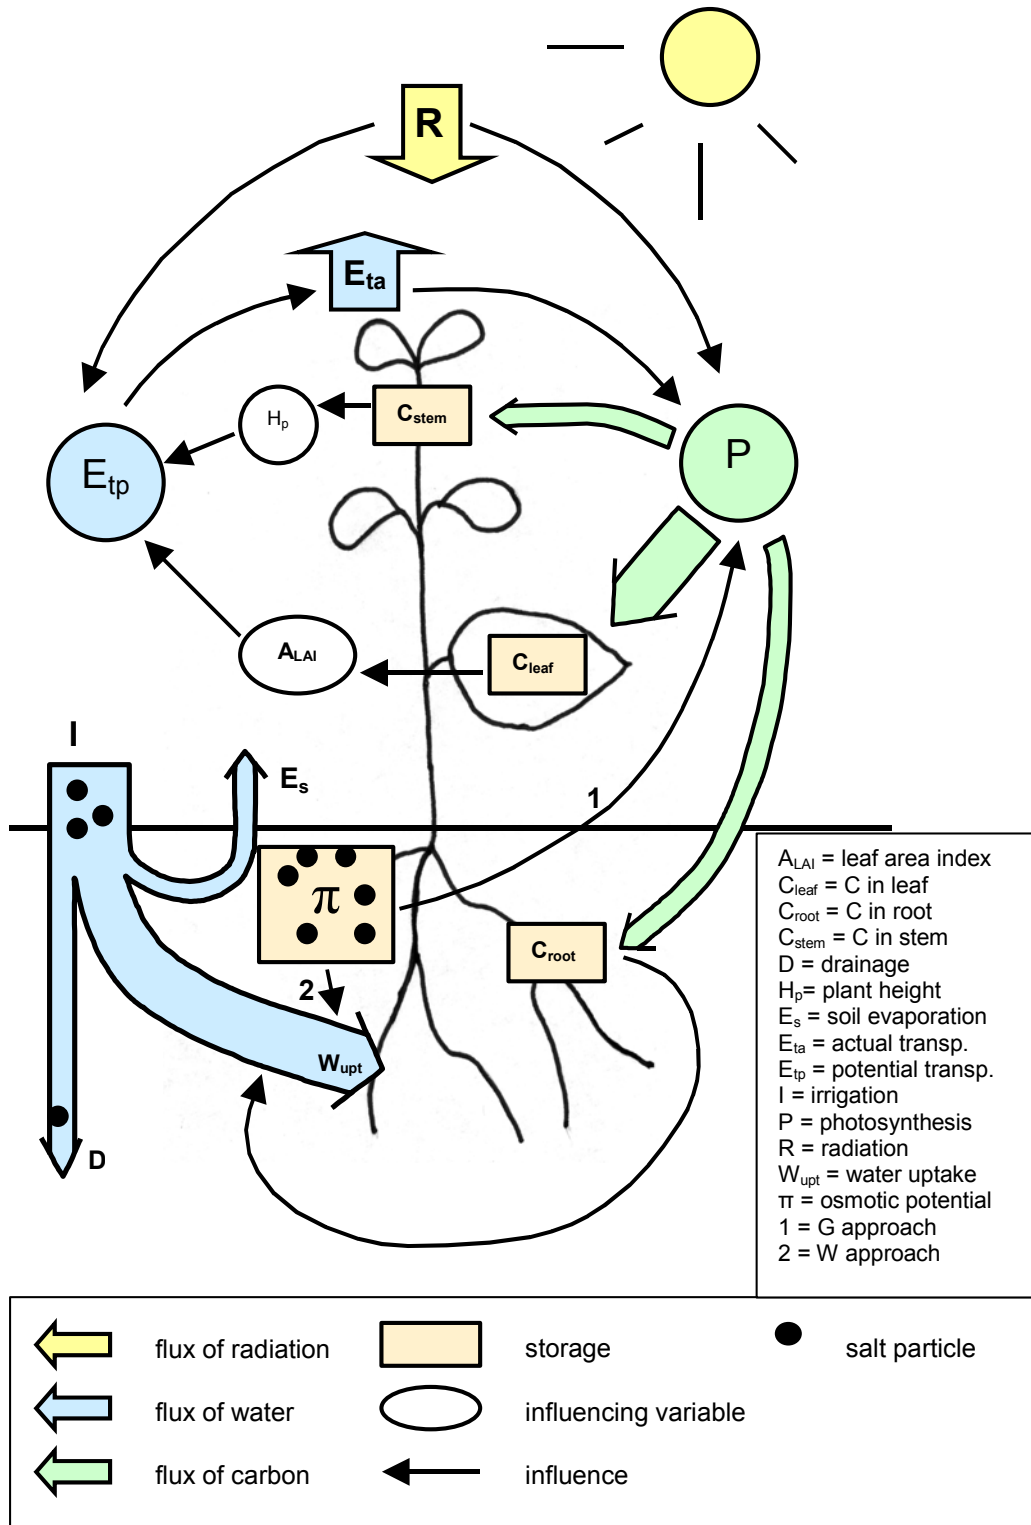 R
Eta
Hp
Cstem
Etp
P
ALAI
Cleaf
I
Es
1
π
Croot
2
Wupt
D
ALAI = leaf area index
Cleaf = C in leaf
Croot = C in root
Cstem = C in stem
D = drainage
Hp= plant height
Es = soil evaporation
Eta = actual transp.
Etp = potential transp.
I = irrigation
P = photosynthesis
R = radiation
Wupt = water uptake
π = osmotic potential
1 = G approach
2 = W approach
flux of radiation
storage
salt particle
flux of water
influencing variable
flux of carbon
influence